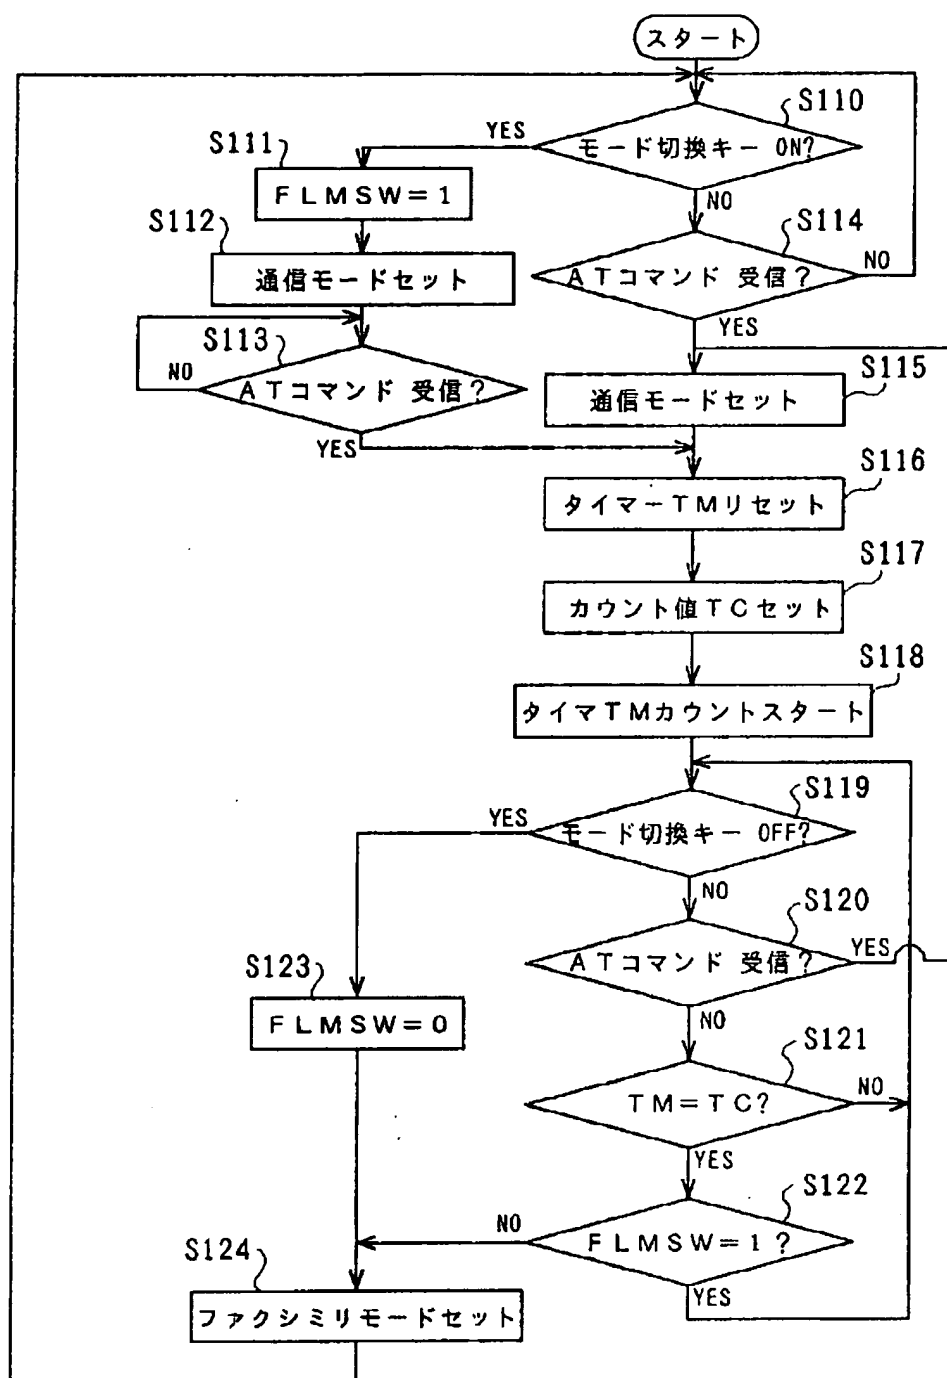 スタート
S110
モード切換キー ON?
YES
NO
S111
FLMSW=1
S112
通信モードセット
S113
ATコマンド 受信?
NO
YES
S114
ATコマンド 受信?
NO
YES
S115
通信モードセット
S116
タイマーTMリセット
S117
カウント値TCセット
S118
タイマTMカウントスタート
S119
モード切換キー OFF?
YES
NO
S120
ATコマンド 受信?
YES
NO
S121
TM=TC?
NO
YES
S122
FLMSW=1?
NO
YES
S123
FLMSW=0
S124
ファクシミリモードセット